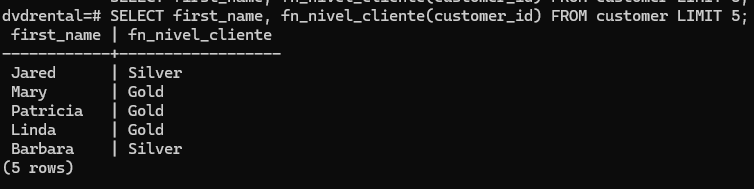 dvdrental=# SELECT first_name, fn_nivel_cliente(customer_id) FROM customer LIMIT 5;
 first_name | fn_nivel_cliente
------------+------------------
 Jared      | Silver
 Mary       | Gold
 Patricia   | Gold
 Linda      | Gold
 Barbara    | Silver
(5 rows)